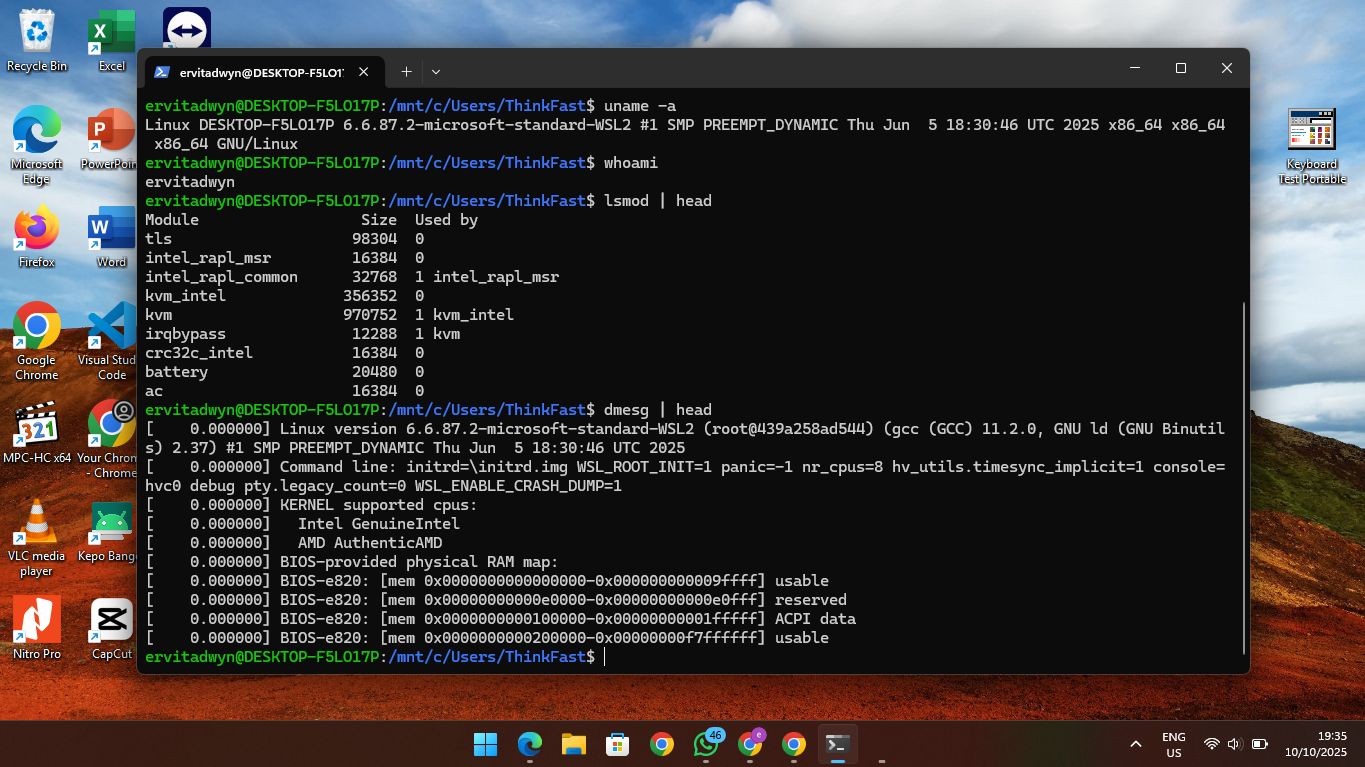 Recycle Bin
Excel
Microsoft
Edge
PowerPoin
Firefox
Word
Google
Chrome
Visual Stud
Code
MPC-HC x64
Your Chrom
- Chrome
VLC media
player
Kepo Bang
Nitro Pro
CapCut
Keyboard
Test Portable
ervitadwyn@DESKTOP-F5LO17
ervitadwyn@DESKTOP-F5LO17P:/mnt/c/Users/ThinkFast$ uname -a
Linux DESKTOP-F5LO17P 6.6.87.2-microsoft-standard-WSL2 #1 SMP PREEMPT_DYNAMIC Thu Jun  5 18:30:46 UTC 2025 x86_64 x86_64
 x86_64 GNU/Linux
ervitadwyn@DESKTOP-F5LO17P:/mnt/c/Users/ThinkFast$ whoami
ervitadwyn
ervitadwyn@DESKTOP-F5LO17P:/mnt/c/Users/ThinkFast$ lsmod | head
Module                  Size  Used by
tls                    98304  0
intel_rapl_msr         16384  0
intel_rapl_common      32768  1 intel_rapl_msr
kvm_intel             356352  0
kvm                   970752  1 kvm_intel
irqbypass              12288  1 kvm
crc32c_intel           16384  0
battery                20480  0
ac                     16384  0
ervitadwyn@DESKTOP-F5LO17P:/mnt/c/Users/ThinkFast$ dmesg | head
[    0.000000] Linux version 6.6.87.2-microsoft-standard-WSL2 (root@439a258ad544) (gcc (GCC) 11.2.0, GNU ld (GNU Binutil
s) 2.37) #1 SMP PREEMPT_DYNAMIC Thu Jun  5 18:30:46 UTC 2025
[    0.000000] Command line: initrd=\initrd.img WSL_ROOT_INIT=1 panic=-1 nr_cpus=8 hv_utils.timesync_implicit=1 console=
hvc0 debug pty.legacy_count=0 WSL_ENABLE_CRASH_DUMP=1
[    0.000000] KERNEL supported cpus:
[    0.000000]   Intel GenuineIntel
[    0.000000]   AMD AuthenticAMD
[    0.000000] BIOS-provided physical RAM map:
[    0.000000] BIOS-e820: [mem 0x0000000000000000-0x000000000009ffff] usable
[    0.000000] BIOS-e820: [mem 0x00000000000e0000-0x00000000000e0fff] reserved
[    0.000000] BIOS-e820: [mem 0x0000000000100000-0x00000000001fffff] ACPI data
[    0.000000] BIOS-e820: [mem 0x0000000000200000-0x00000000f7ffffff] usable
ervitadwyn@DESKTOP-F5LO17P:/mnt/c/Users/ThinkFast$
46
e
ENG
US
19:35
10/10/2025